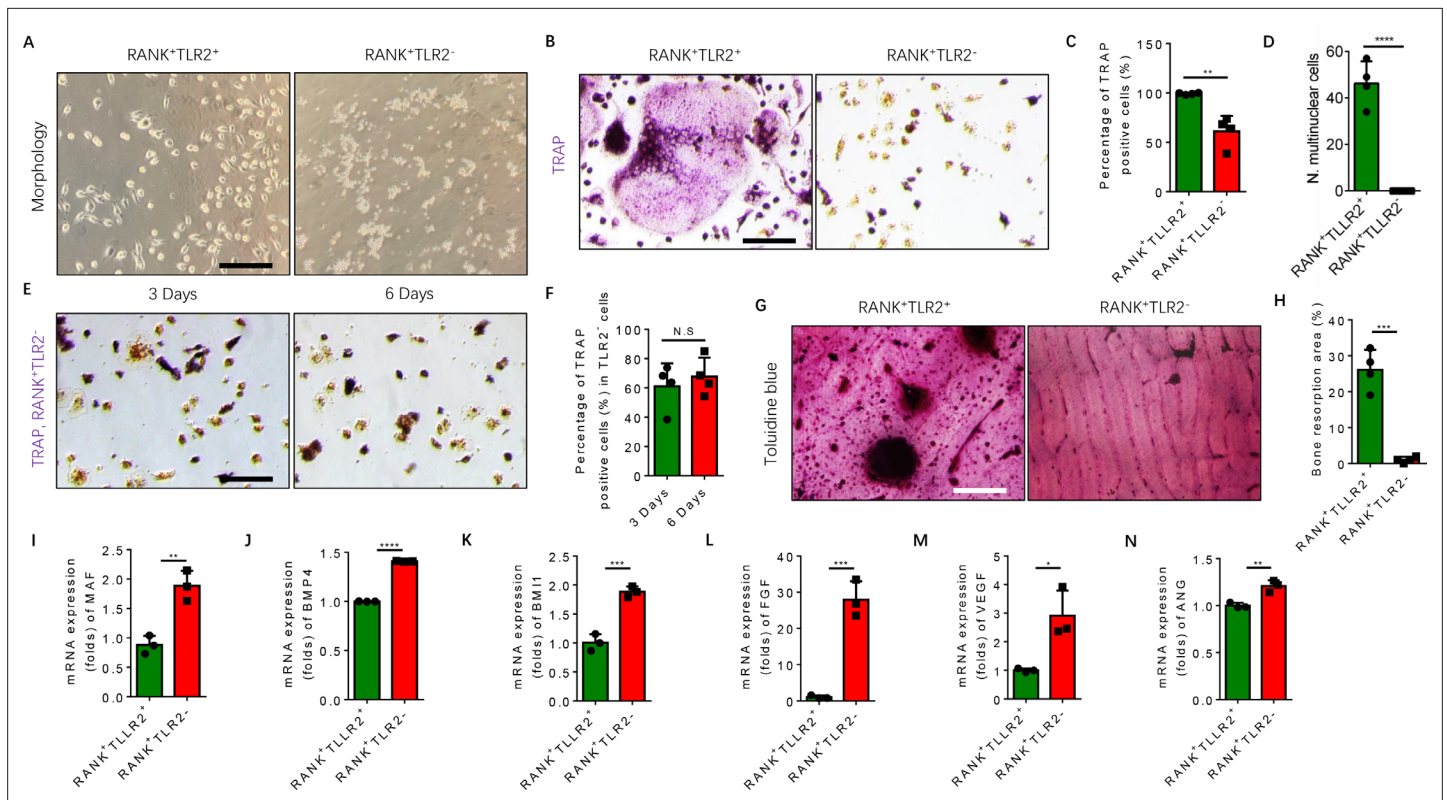 A
RANK⁺TLR2⁺
RANK⁺TLR2⁻
Morphology
B
RANK⁺TLR2⁺
RANK⁺TLR2⁻
TRAP
C
Percentage of TRAP
positive cells (%)
150
100
50
0
**
RANK⁺TLLR2⁺
RANK⁺TLLR2⁻
D
N. multinuclear cells
60
40
20
0
****
RANK⁺TLLR2⁺
RANK⁺TLLR2⁻
E
3 Days
6 Days
TRAP, RANK⁺TLR2⁻
F
Percentage of TRAP
positive cells (%) in TLR2⁻ cells
100
80
60
40
20
0
N.S
3 Days
6 Days
G
RANK⁺TLR2⁺
RANK⁺TLR2⁻
Toluidine blue
H
Bone resorption area (%)
40
30
20
10
0
***
RANK⁺TLLR2⁺
RANK⁺TLR2-
I
mRNA expression
(folds) of MAF
2.5
2.0
1.5
1.0
0.5
0.0
**
RANK⁺TLLR2⁺
RANK⁺TLR2-
J
mRNA expression
(folds) of BMP4
1.5
1.0
0.5
0.0
****
RANK⁺TLLR2⁺
RANK⁺TLR2-
K
mRNA expression
(folds) of BMI1
2.5
2.0
1.5
1.0
0.5
0.0
***
RANK⁺TLLR2⁺
RANK⁺TLR2-
L
mRNA expression
(folds) of FGF
40
30
20
10
0
***
RANK⁺TLLR2⁺
RANK⁺TLR2-
M
mRNA expression
(folds) of VEGF
5
4
3
2
1
0
*
RANK⁺TLLR2⁺
RANK⁺TLR2-
N
mRNA expression
(folds) of ANG
1.5
1.0
0.5
0.0
**
RANK⁺TLLR2⁺
RANK⁺TLR2-